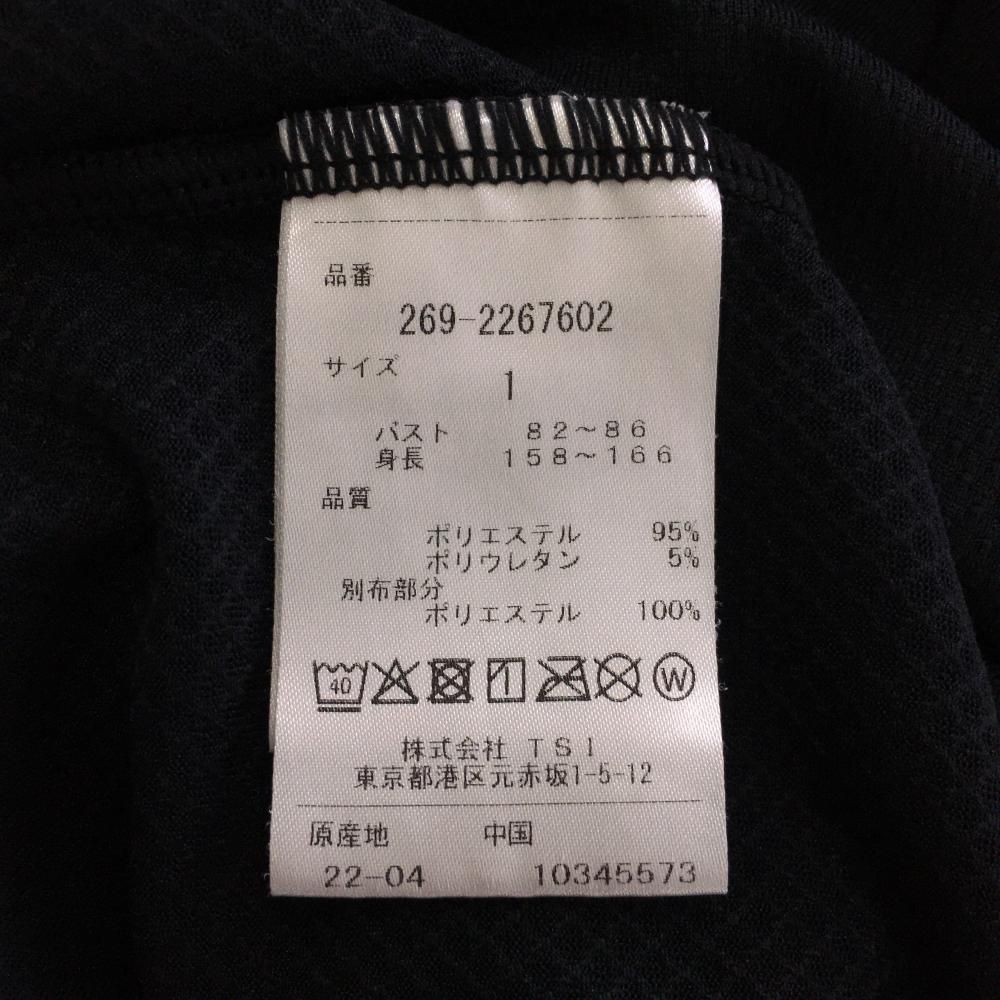 品番
269-2267602
サイズ
1
バスト 82～86
身長 158～166
品質
ポリエステル 95%
ポリウレタン 5%
別布部分
ポリエステル 100%
40 W
株式会社 TSI
東京都港区元赤坂1-5-12
原産地 中国
22-04 10345573